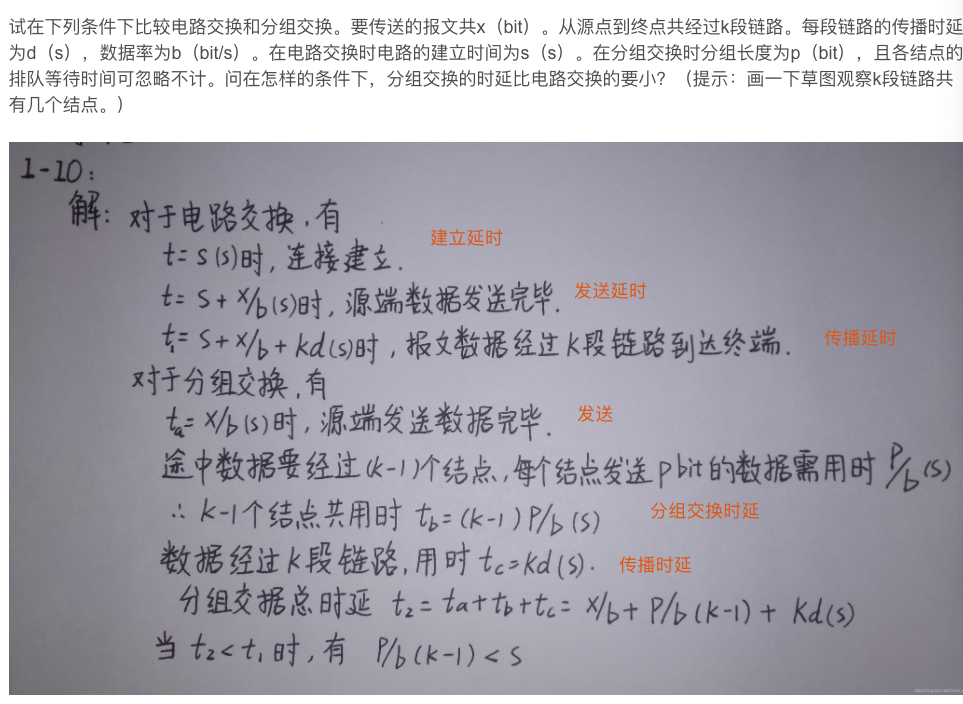 试在下列条件下比较电路交换和分组交换。要传送的报文共x（bit）。从源点到终点共经过k段链路。每段链路的传播时延
为d（s），数据率为b（bit/s）。在电路交换时电路的建立时间为s（s）。在分组交换时分组长度为p（bit），且各结点的
排队等待时间可忽略不计。问在怎样的条件下，分组交换的时延比电路交换的要小？（提示：画一下草图观察k段链路共
有几个结点。）
1-10：
解：对于电路交换，有
t= s (s)时，连接建立．
建立延时
t= s + x/b (s)时，源端数据发送完毕．
发送延时
t₁= s + x/b + kd (s)时，报文数据经过k段链路到达终端．
传播延时
对于分组交换，有
ta= x/b (s)时，源端发送数据完毕．
发送
途中数据要经过(k-1)个结点，每个结点发送p bit的数据需用时 P/b (s)
∴ k-1个结点共用时 tb=(k-1) P/b (s)
分组交换时延
数据经过k段链路，用时 tc=kd (s)．
传播时延
分组交据总时延 t₂= ta+tb+tc= x/b + P/b (k-1) + kd (s)
当 t₂<t₁时，有 P/b (k-1) < s